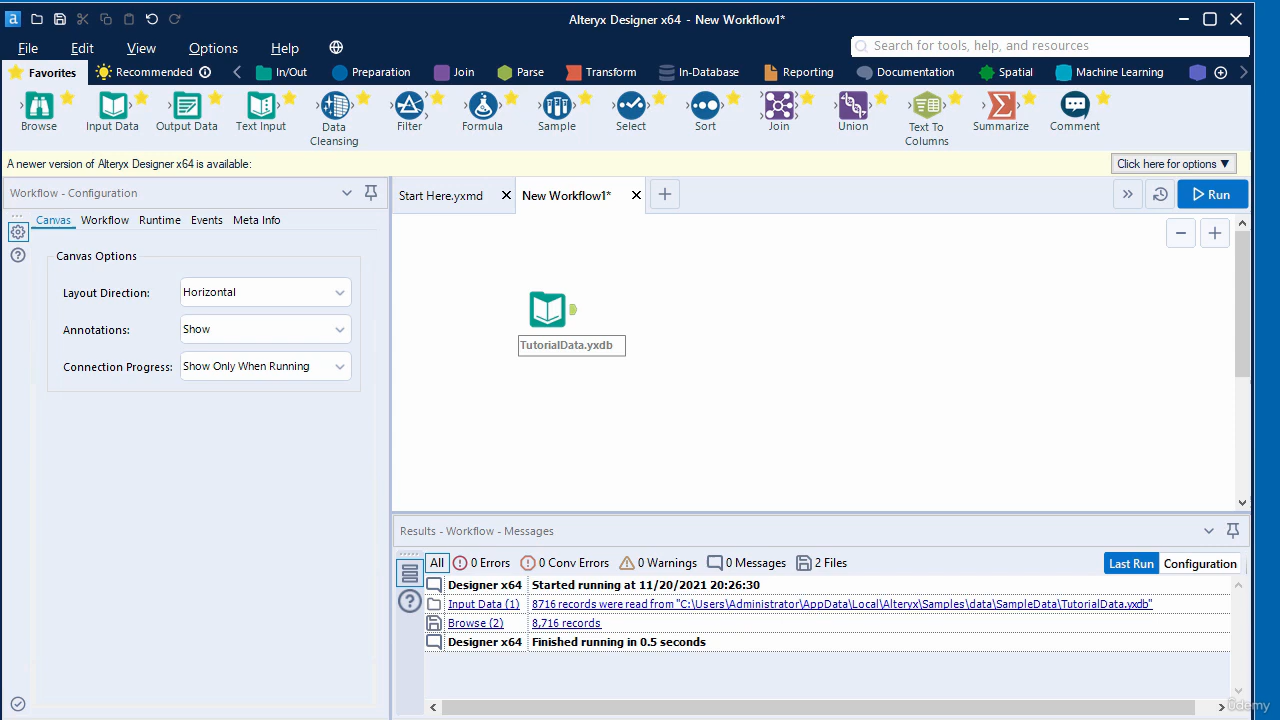 Alteryx Designer x64 - New Workflow1*
File Edit View Options Help
Search for tools, help, and resources
Favorites Recommended In/Out Preparation Join Parse Transform In-Database Reporting Documentation Spatial Machine Learning
Browse Input Data Output Data Text Input Data Cleansing Filter Formula Sample Select Sort Join Union Text To Columns Summarize Comment
A newer version of Alteryx Designer x64 is available: Click here for options ▼
Workflow - Configuration
Canvas Workflow Runtime Events Meta Info
Canvas Options
Layout Direction: Horizontal
Annotations: Show
Connection Progress: Show Only When Running
Start Here.yxmd New Workflow1*
Run
TutorialData.yxdb
Results - Workflow - Messages
All 0 Errors 0 Conv Errors 0 Warnings 0 Messages 2 Files
Last Run Configuration
Designer x64 Started running at 11/20/2021 20:26:30
Input Data (1) 8716 records were read from "C:\Users\Administrator\AppData\Local\Alteryx\Samples\data\SampleData\TutorialData.yxdb"
Browse (2) 8,716 records
Designer x64 Finished running in 0.5 seconds
ûdemy